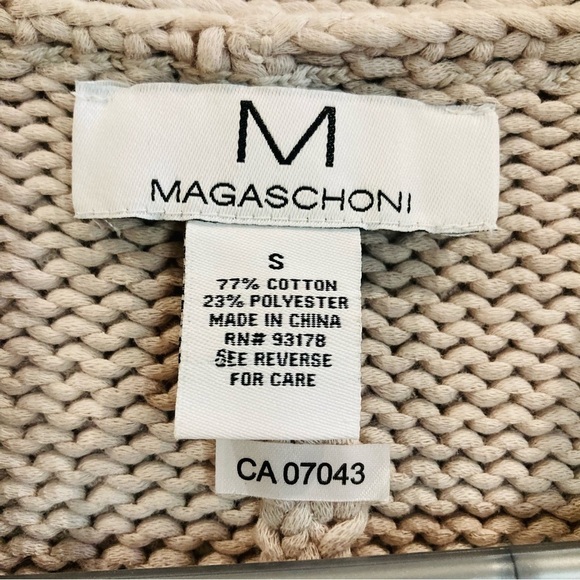 M
MAGASCHONI
S
77% COTTON
23% POLYESTER
MADE IN CHINA
RN# 93178
SEE REVERSE
FOR CARE
CA 07043